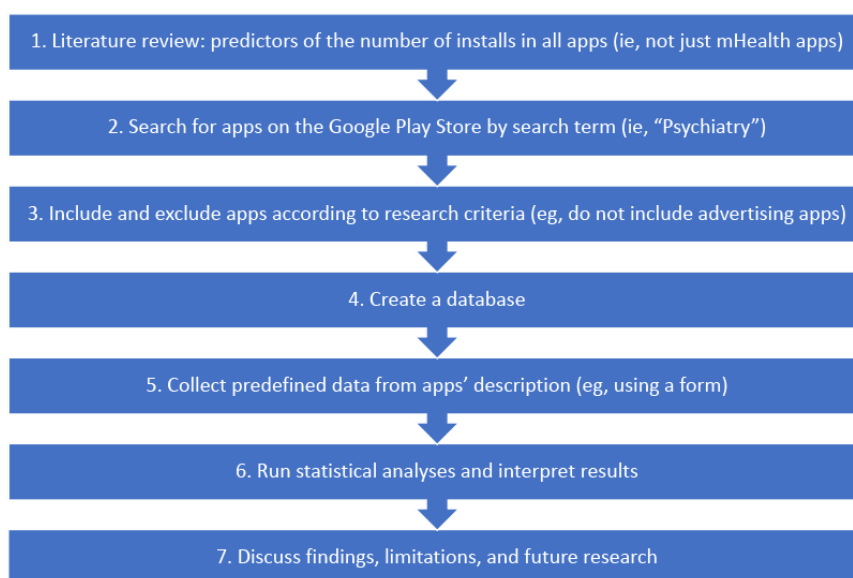 1. Literature review: predictors of the number of installs in all apps (ie, not just mHealth apps)
2. Search for apps on the Google Play Store by search term (ie, “Psychiatry”)
3. Include and exclude apps according to research criteria (eg, do not include advertising apps)
4. Create a database
5. Collect predefined data from apps’ description (eg, using a form)
6. Run statistical analyses and interpret results
7. Discuss findings, limitations, and future research